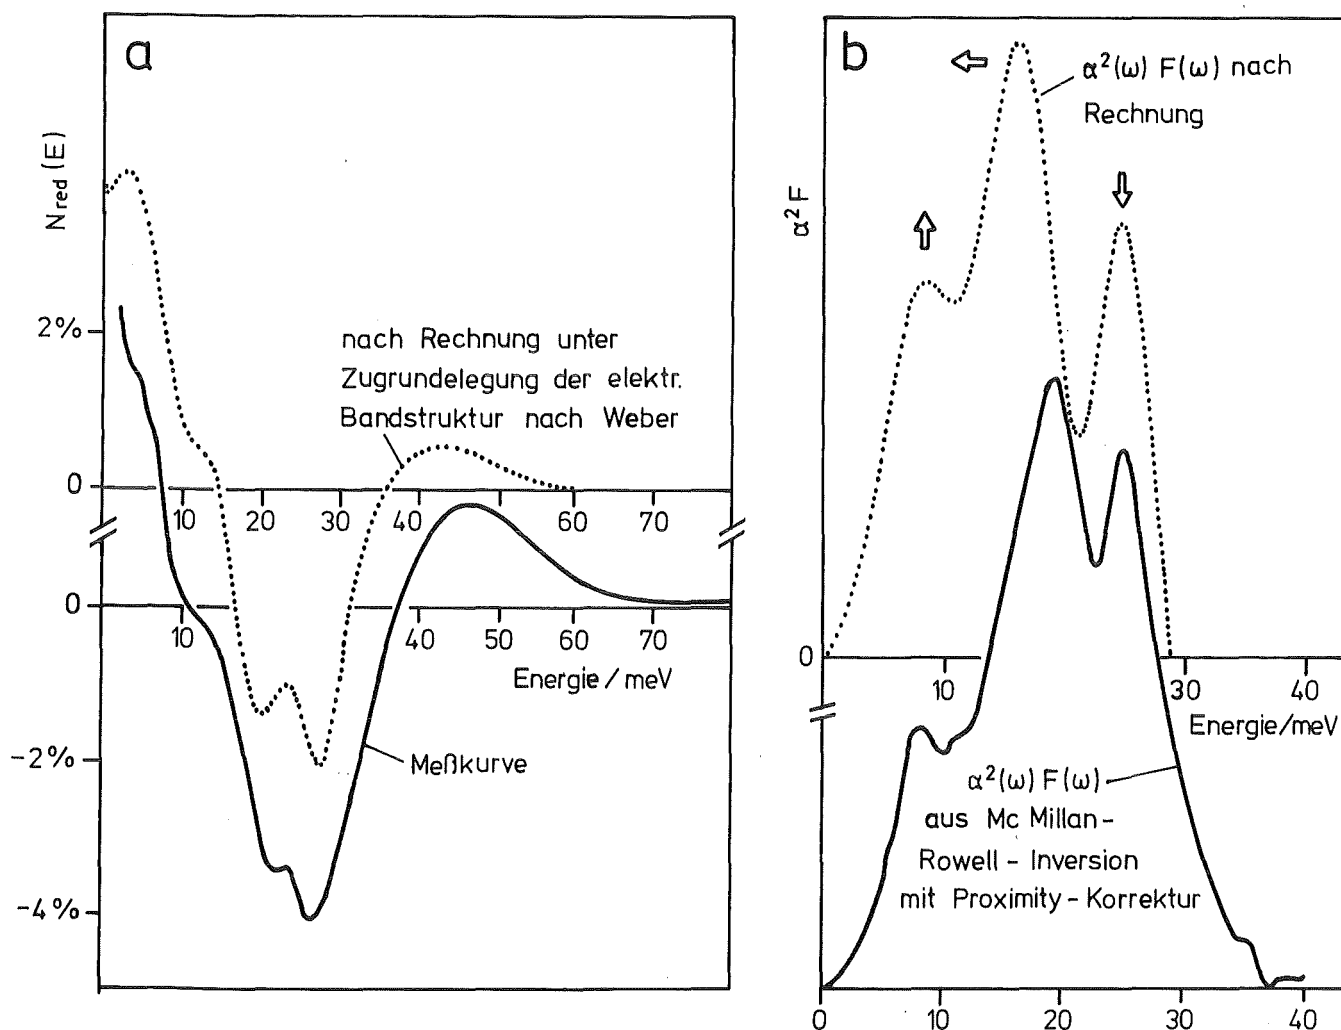 a
N red (E)
2%
0
0
-2%
-4%
nach Rechnung unter
Zugrundelegung der elektr.
Bandstruktur nach Weber
10 20 30 40 50 60 70
10 40 50 60 70
Energie / meV
Meßkurve
b
α²(ω) F(ω) nach
Rechnung
α² F
0
10 30 40
Energie/meV
α²(ω) F(ω)
aus Mc Millan-
Rowell-Inversion
mit Proximity-Korrektur
0 10 20 30 40